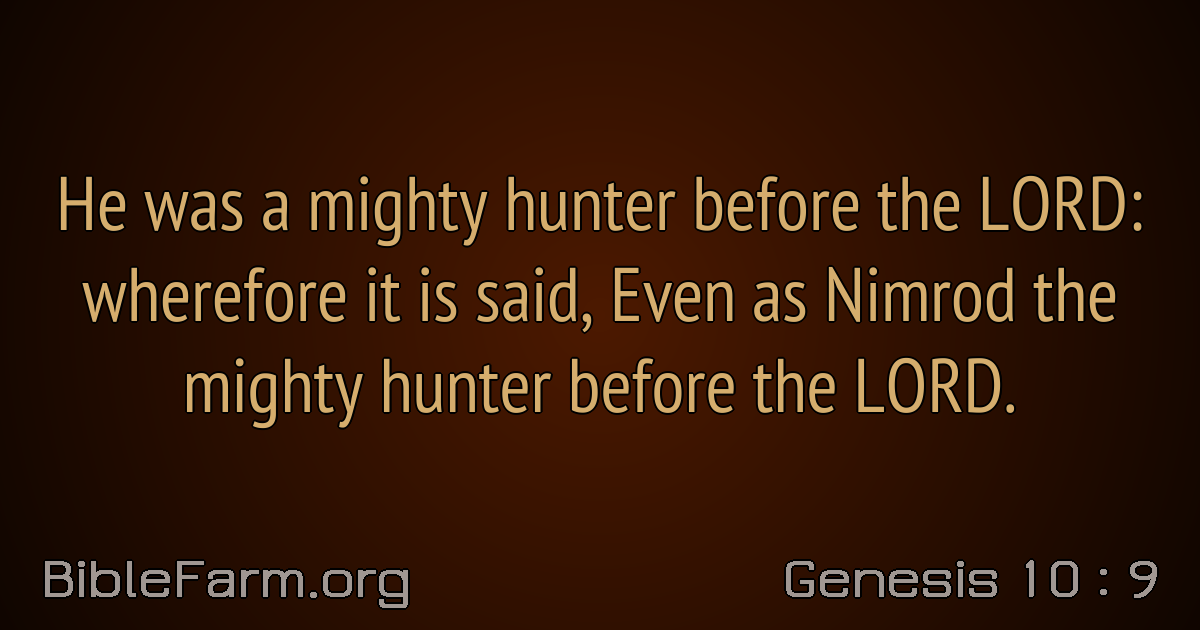 He was a mighty hunter before the LORD:
wherefore it is said, Even as Nimrod the
mighty hunter before the LORD.
BibleFarm.org
Genesis 10 : 9